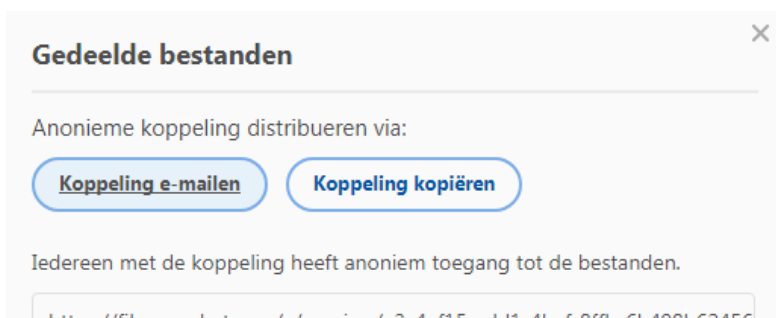 Gedeelde bestanden
Anonieme koppeling distribueren via:
Koppeling e-mailen Koppeling kopiëren
Iedereen met de koppeling heeft anoniem toegang tot de bestanden.